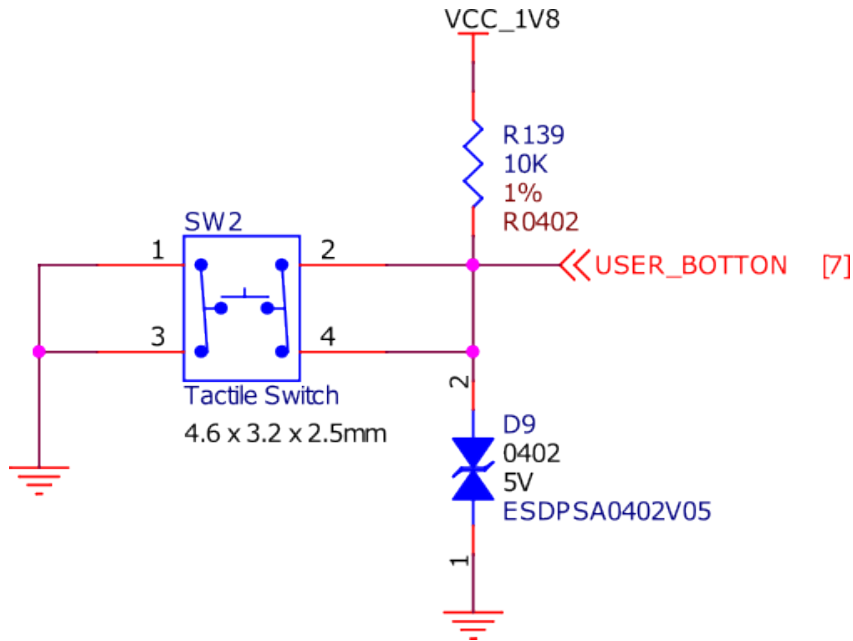 VCC_1V8
R139
10K
1%
R0402
SW2
1
2
USER_BOTTON [7]
3
4
Tactile Switch
4.6 x 3.2 x 2.5mm
2
D9
0402
5V
ESDPSA0402V05
1